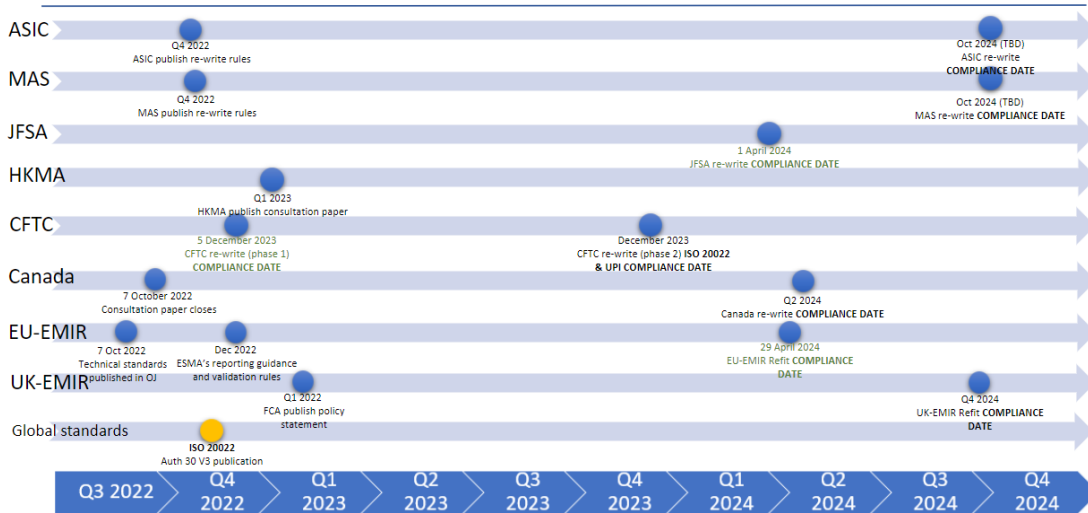 ASIC
Q4 2022
ASIC publish re-write rules
Oct 2024 (TBD)
ASIC re-write
COMPLIANCE DATE
MAS
Q4 2022
MAS publish re-write rules
Oct 2024 (TBD)
MAS re-write COMPLIANCE DATE
JFSA
1 April 2024
JFSA re-write COMPLIANCE DATE
HKMA
Q1 2023
HKMA publish consultation paper
CFTC
5 December 2023
CFTC re-write (phase 1)
COMPLIANCE DATE
December 2023
CFTC re-write (phase 2) ISO 20022
& UPI COMPLIANCE DATE
Canada
7 October 2022
Consultation paper closes
Q2 2024
Canada re-write COMPLIANCE DATE
EU-EMIR
7 Oct 2022
Technical standards
published in OJ
Dec 2022
ESMA's reporting guidance
and validation rules
29 April 2024
EU-EMIR Refit COMPLIANCE
DATE
UK-EMIR
Q1 2022
FCA publish policy
statement
Q4 2024
UK-EMIR Refit COMPLIANCE
DATE
Global standards
ISO 20022
Auth 30 V3 publication
Q3 2022
Q4
2022
Q1
2023
Q2
2023
Q3
2023
Q4
2023
Q1
2024
Q2
2024
Q3
2024
Q4
2024